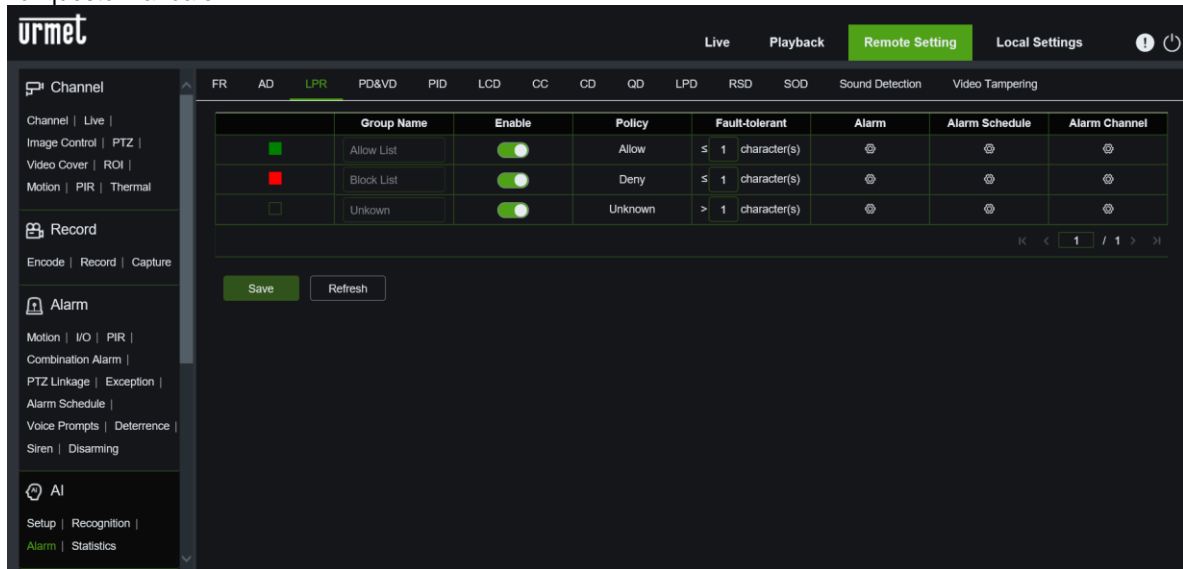 urmet
Live Playback Remote Setting Local Settings
Channel
Channel | Live |
Image Control | PTZ |
Video Cover | ROI |
Motion | PIR | Thermal
Record
Encode | Record | Capture
Alarm
Motion | I/O | PIR |
Combination Alarm |
PTZ Linkage | Exception |
Alarm Schedule |
Voice Prompts | Deterrence |
Siren | Disarming
AI
Setup | Recognition |
Alarm | Statistics
FR AD LPR PD&VD PID LCD CC CD QD LPD RSD SOD Sound Detection Video Tampering
Group Name Enable Policy Fault-tolerant Alarm Alarm Schedule Alarm Channel
Allow List Allow ≤ 1 character(s)
Block List Deny ≤ 1 character(s)
Unkown Unknown > 1 character(s)
1 / 1
Save Refresh